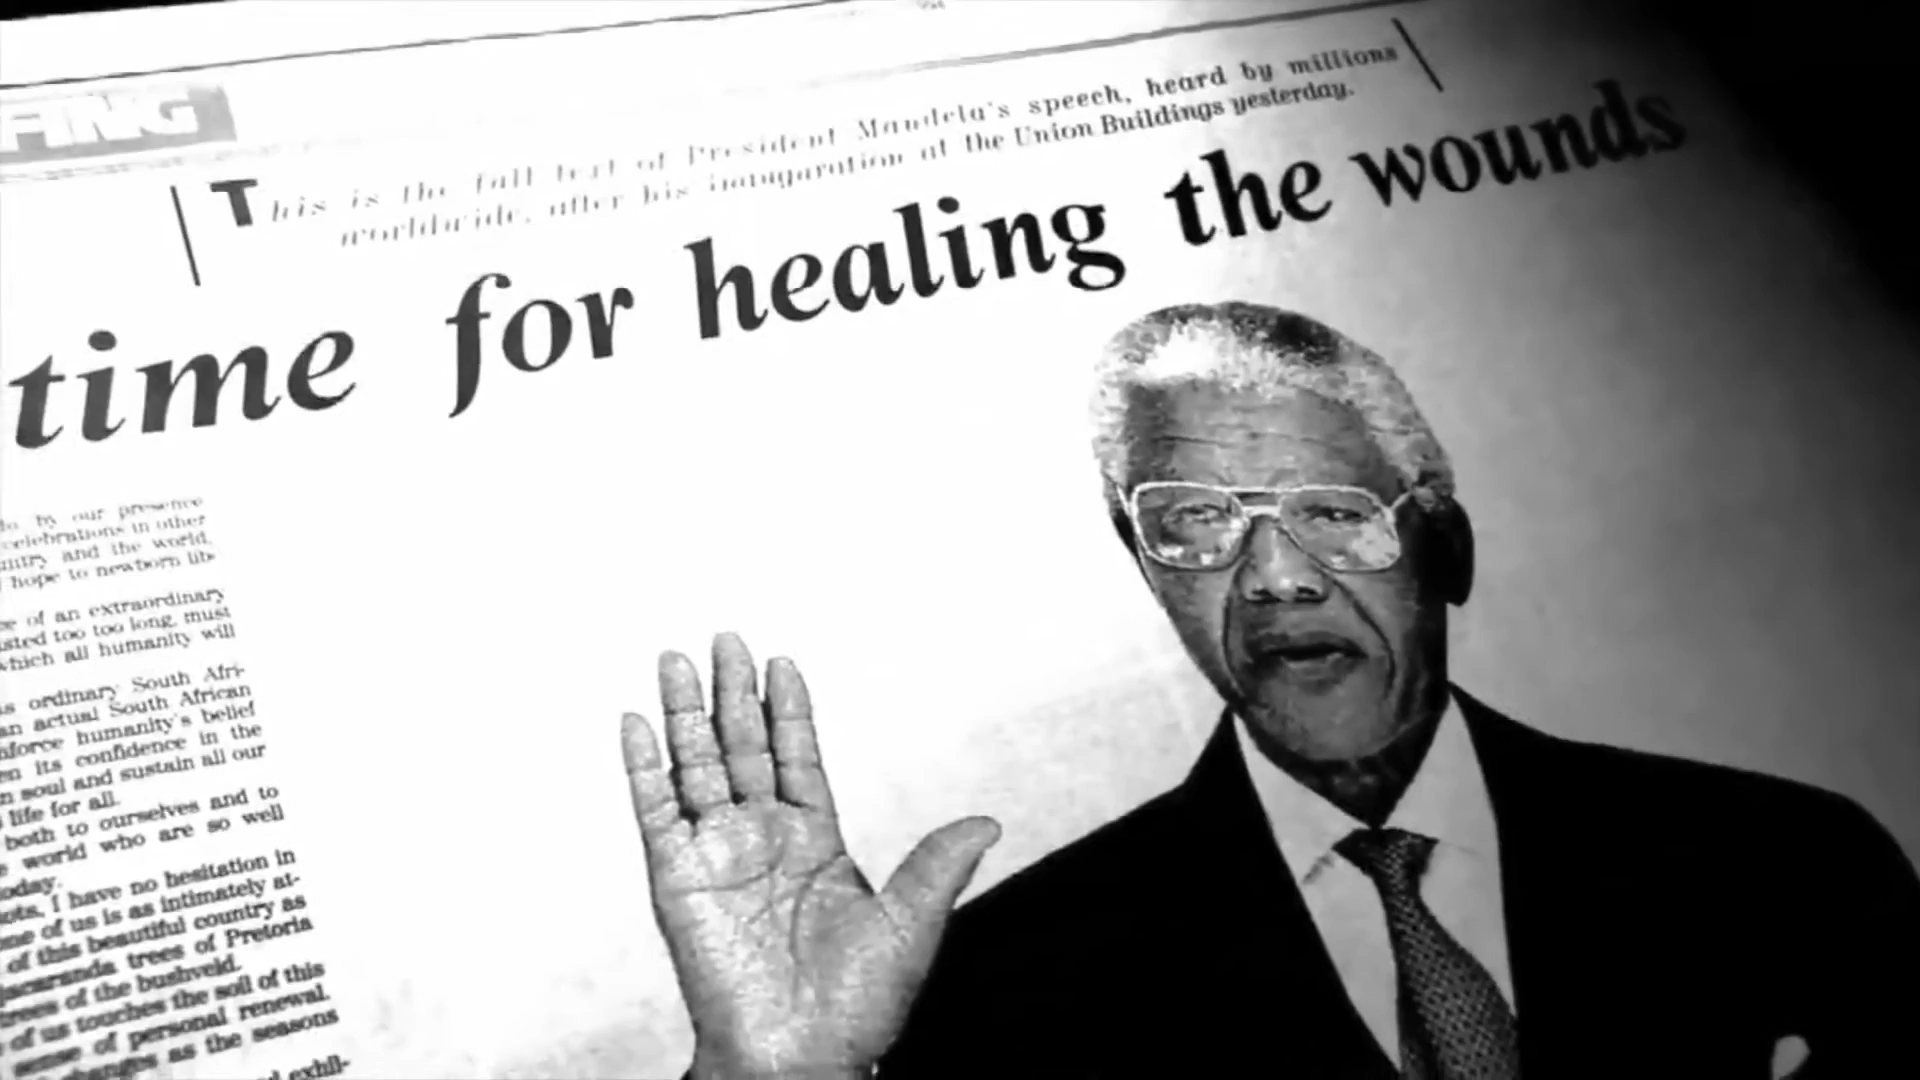 FING
This is the full text of President Mandela's speech, heard by millions
worldwide, after his inauguration at the Union Buildings yesterday.
time for healing the wounds
by our presence
celebrations in other
and the world,
hope to newborn lib-
of an extraordinary
too too long, must
which all humanity will
ordinary South Afri-
an actual South African
humanity's belief
its confidence in the
soul and sustain all our
life for all.
both to ourselves and to
world who are so well
I have no hesitation in
of us is as intimately at-
of this beautiful country as
jacaranda trees of Pretoria
trees of the bushveld.
of us touches the soil of this
sense of personal renewal.
changes as the seasons
exhil-